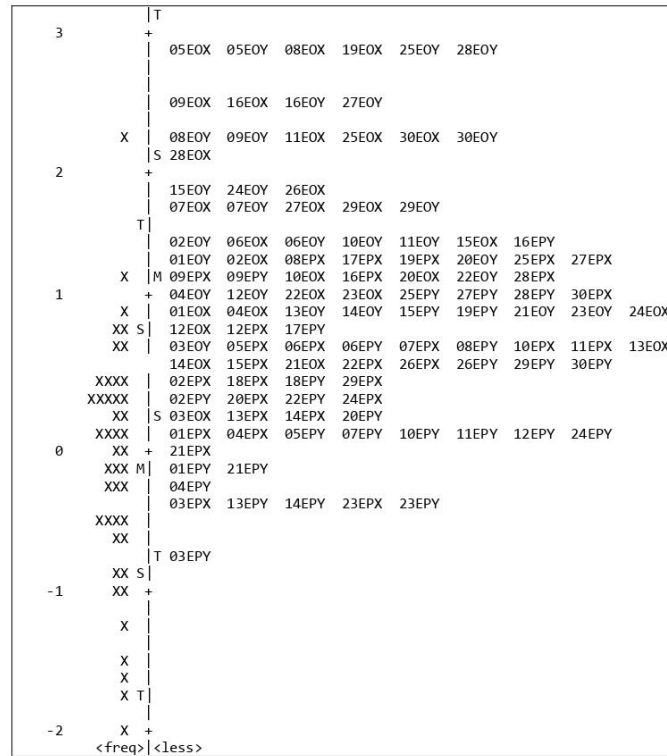 |T
3 +
| 05EOX 05EOY 08EOX 19EOX 25EOY 28EOY
|
|
| 09EOX 16EOX 16EOY 27EOY
|
X | 08EOY 09EOY 11EOX 25EOX 30EOX 30EOY
|S 28EOX
2 +
| 15EOY 24EOY 26EOX
| 07EOX 07EOY 27EOX 29EOX 29EOY
T|
| 02EOY 06EOX 06EOY 10EOY 11EOY 15EOX 16EPY
| 01EOY 02EOX 08EPX 17EPX 19EPX 20EOY 25EPX 27EPX
X |M 09EPX 09EPY 10EOX 16EPX 20EOX 22EOY 28EPX
1 + 04EOY 12EOY 22EOX 23EOX 25EPY 27EPY 28EPY 30EPX
X | 01EOX 04EOX 13EOY 14EOY 15EPY 19EPY 21EOY 23EOY 24EOX
XX S| 12EOX 12EPX 17EPY
XX | 03EOY 05EPX 06EPX 06EPY 07EPX 08EPY 10EPX 11EPX 13EOX
| 14EOX 15EPX 21EOX 22EPX 26EPX 26EPY 29EPY 30EPY
XXXX | 02EPX 18EPX 18EPY 29EPX
XXXXX | 02EPY 20EPX 22EPY 24EPX
XX |S 03EOX 13EPX 14EPX 20EPY
XXXX | 01EPX 04EPX 05EPY 07EPY 10EPY 11EPY 12EPY 24EPY
0 XX + 21EPX
XXX M| 01EPY 21EPY
XXX | 04EPY
| 03EPX 13EPY 14EPY 23EPX 23EPY
XXXX |
XX |
|T 03EPY
XX S|
-1 XX +
|
X |
|
X |
X |
X T|
|
-2 X +
<freq>|<less>